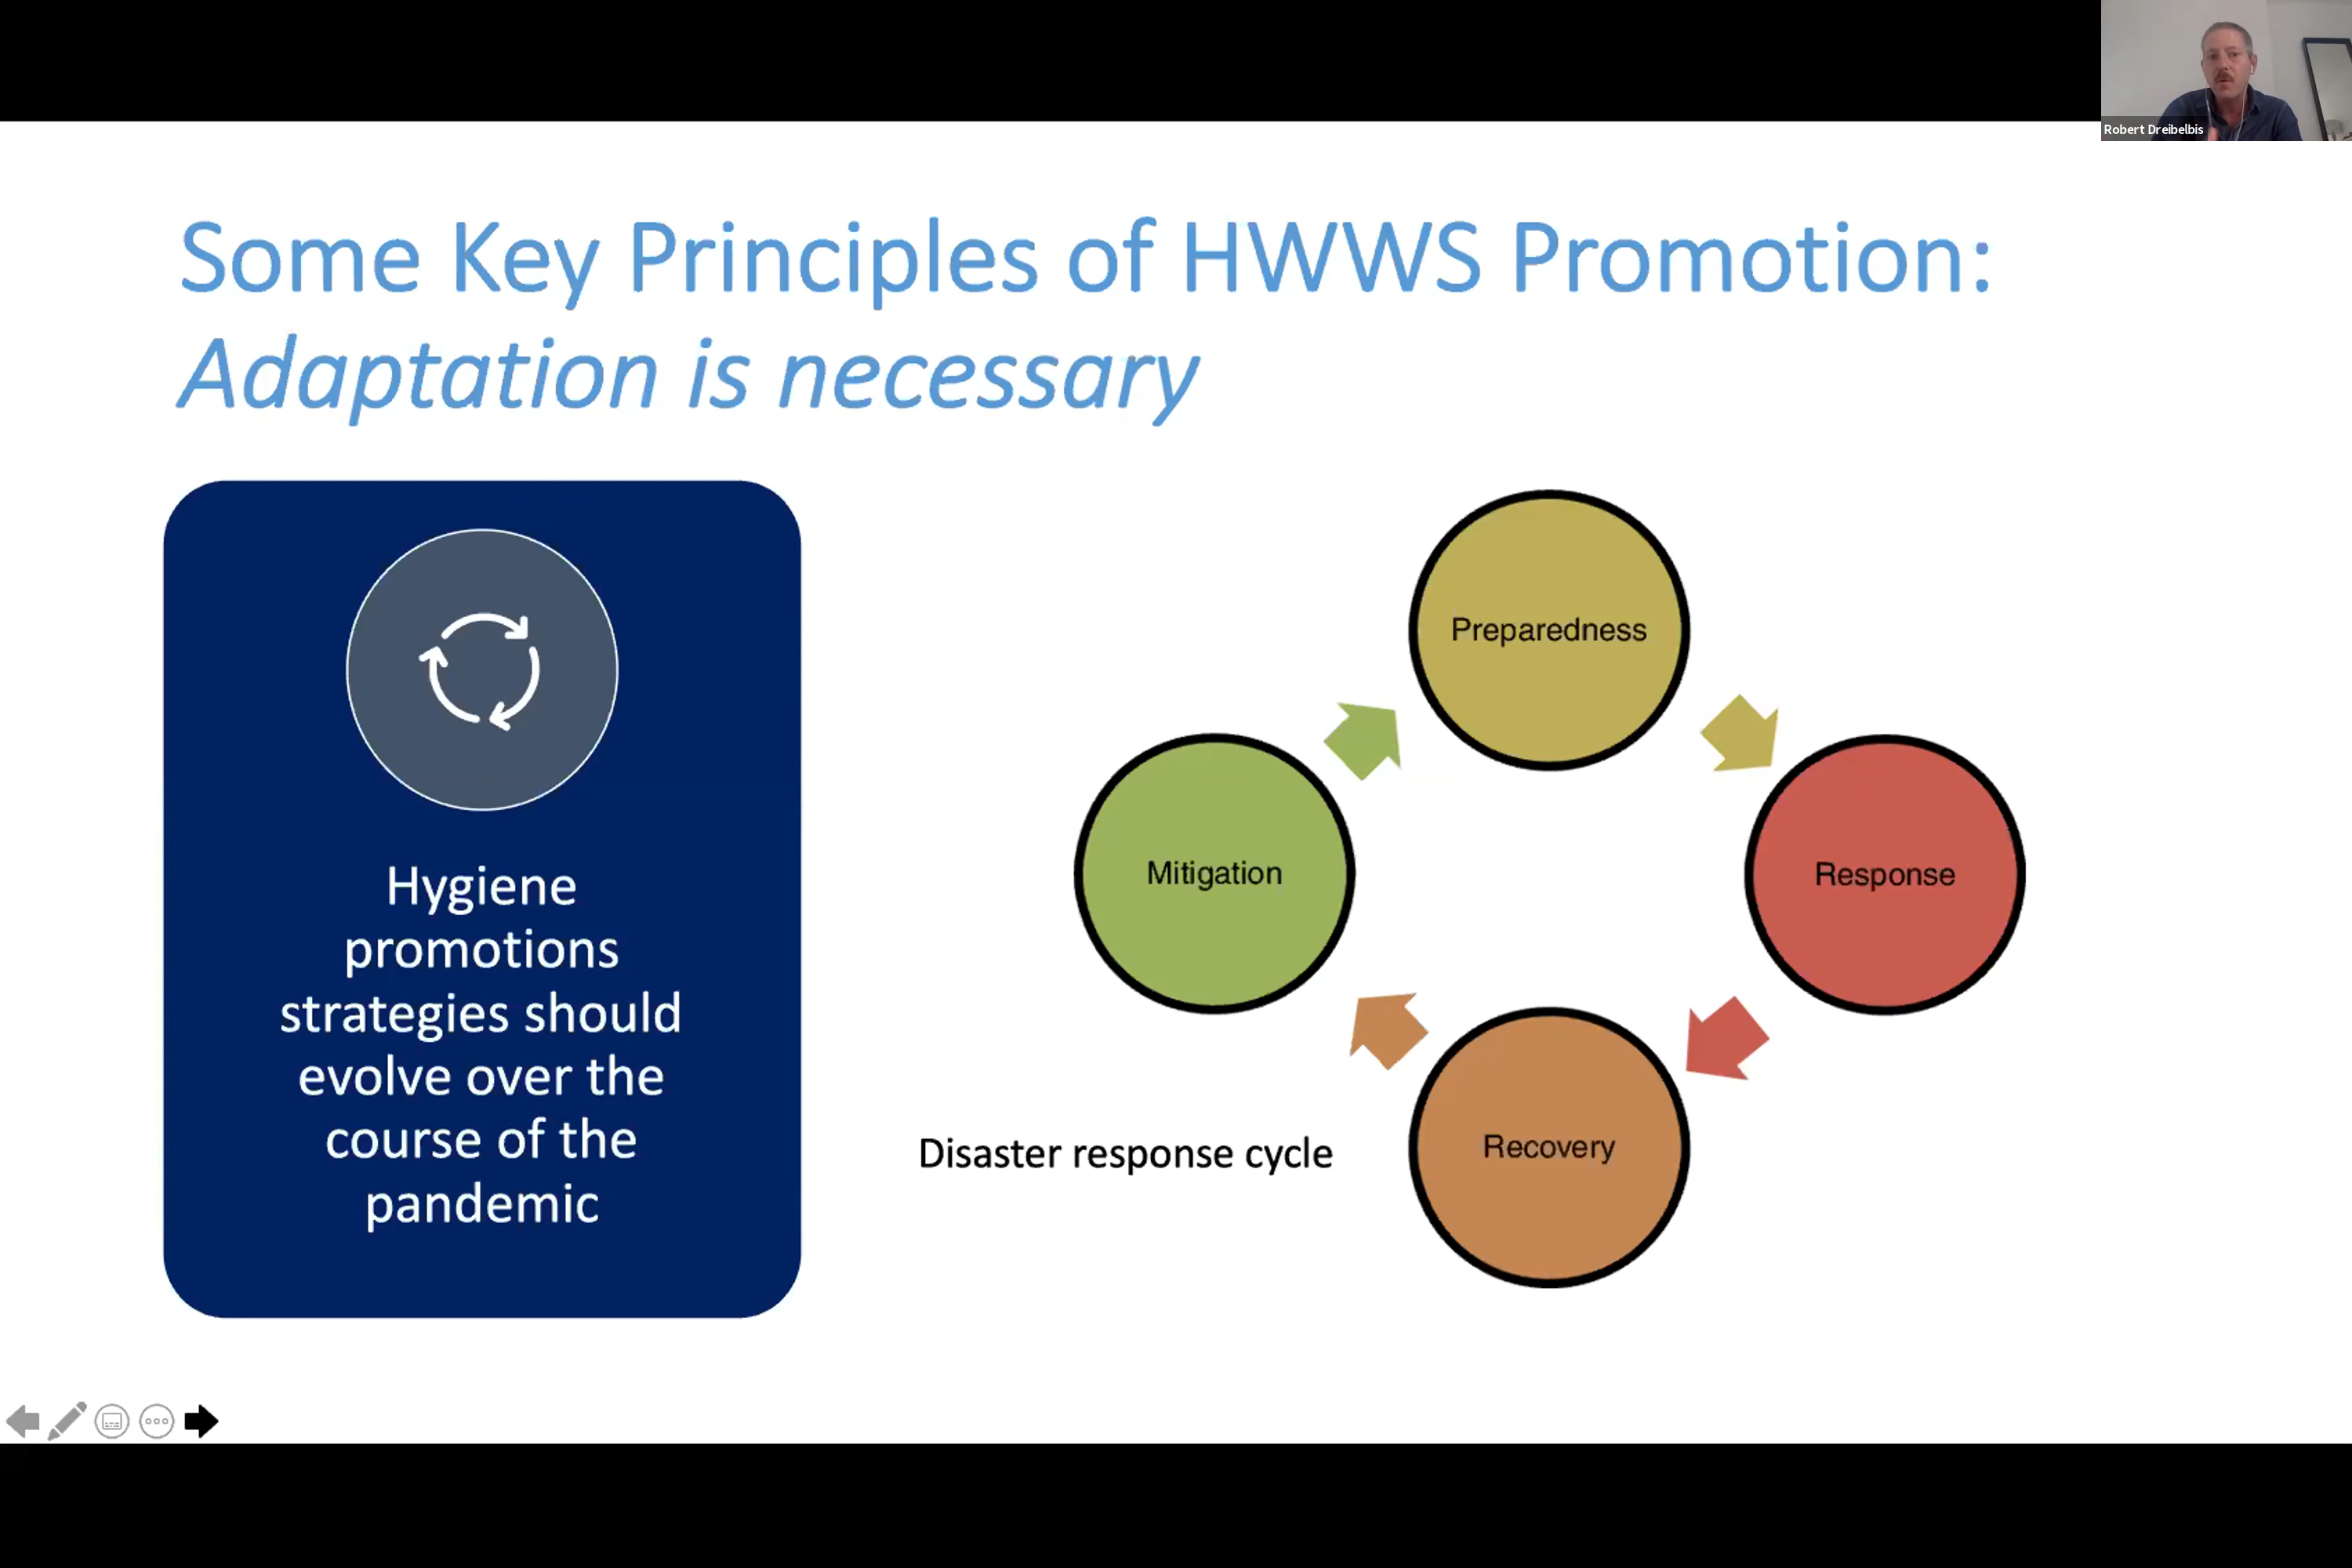 Robert Dreibelbis
Some Key Principles of HWWS Promotion:
Adaptation is necessary
Hygiene
promotions
strategies should
evolve over the
course of the
pandemic
Preparedness
Mitigation
Response
Recovery
Disaster response cycle